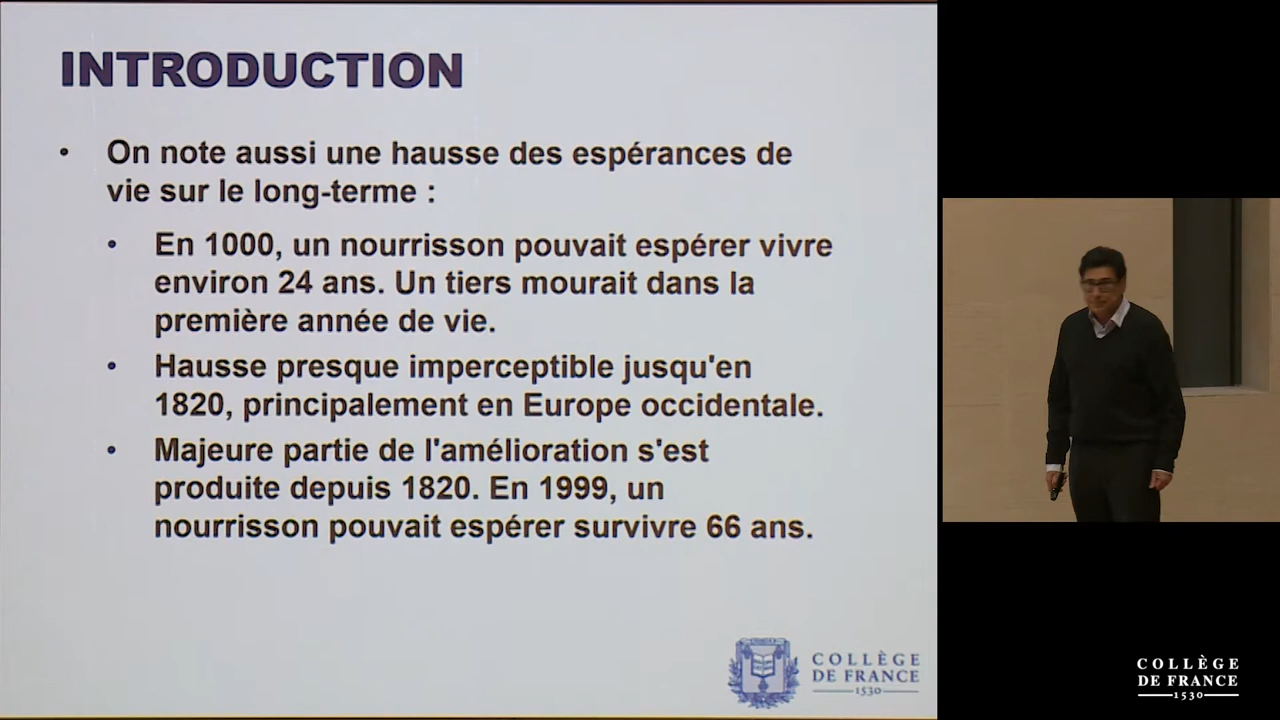 INTRODUCTION
• On note aussi une hausse des espérances de
vie sur le long-terme :
• En 1000, un nourrisson pouvait espérer vivre
environ 24 ans. Un tiers mourait dans la
première année de vie.
• Hausse presque imperceptible jusqu'en
1820, principalement en Europe occidentale.
• Majeure partie de l'amélioration s'est
produite depuis 1820. En 1999, un
nourrisson pouvait espérer survivre 66 ans.
COLLÈGE
DE FRANCE
1530
COLLÈGE
DE FRANCE
1530